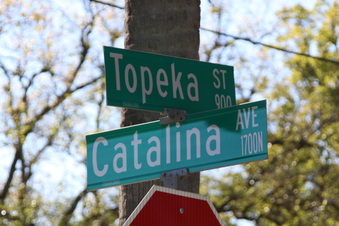 Topeka ST
900
Catalina AVE
1700N